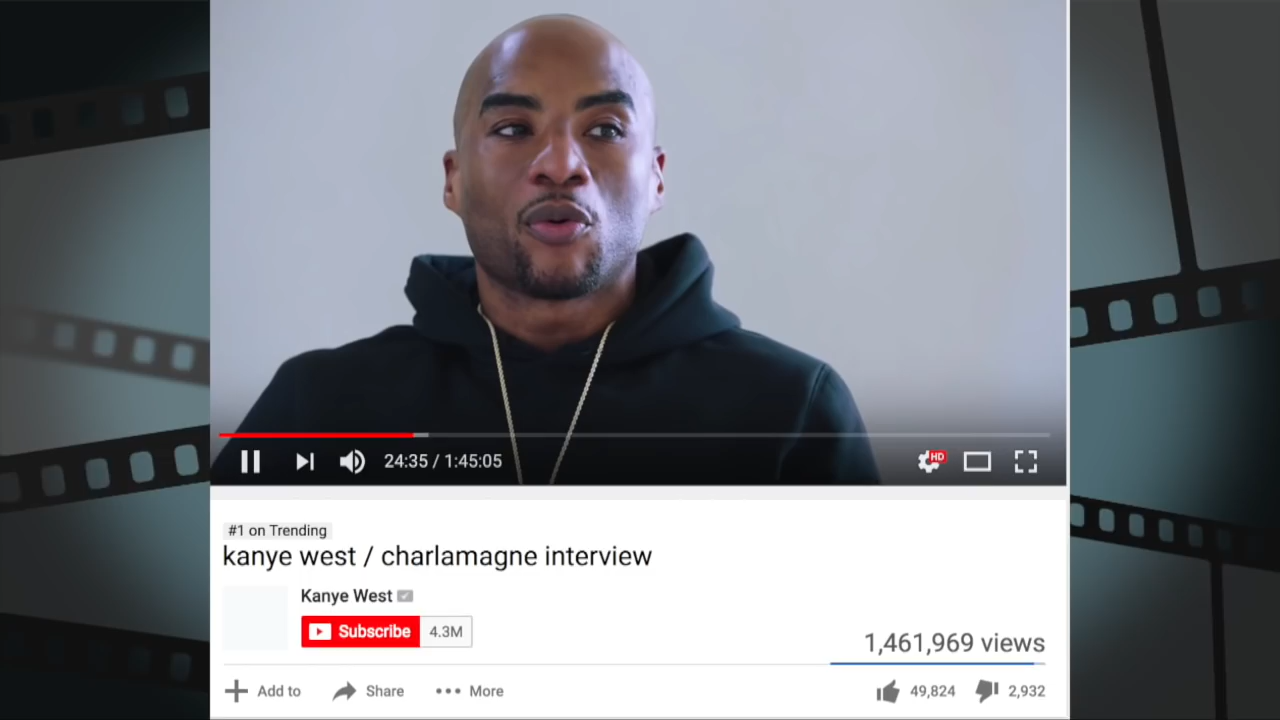 24:35 / 1:45:05
HD
#1 on Trending
kanye west / charlamagne interview
Kanye West
Subscribe 4.3M
1,461,969 views
Add to Share More
49,824 2,932